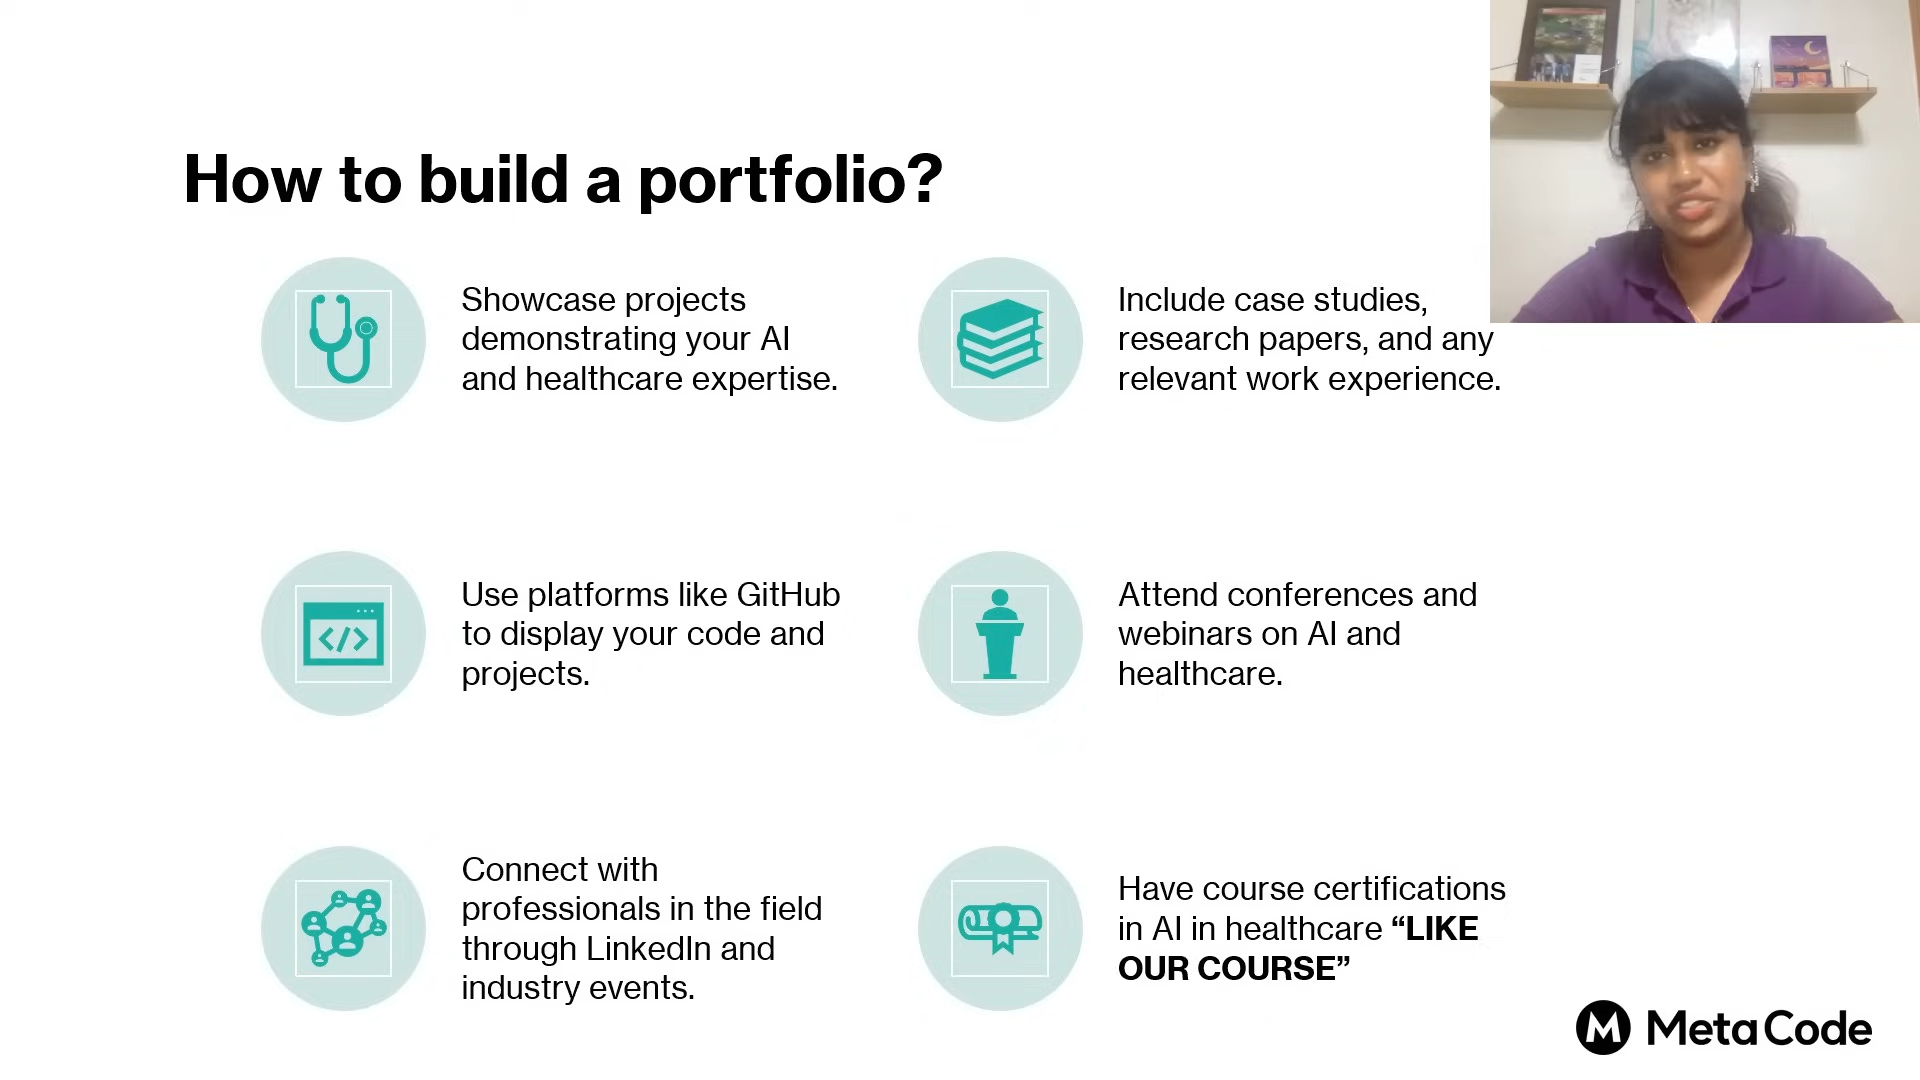 How to build a portfolio?
Showcase projects
demonstrating your AI
and healthcare expertise.
Include case studies,
research papers, and any
relevant work experience.
Use platforms like GitHub
to display your code and
projects.
Attend conferences and
webinars on AI and
healthcare.
Connect with
professionals in the field
through LinkedIn and
industry events.
Have course certifications
in AI in healthcare “LIKE
OUR COURSE”
Meta Code